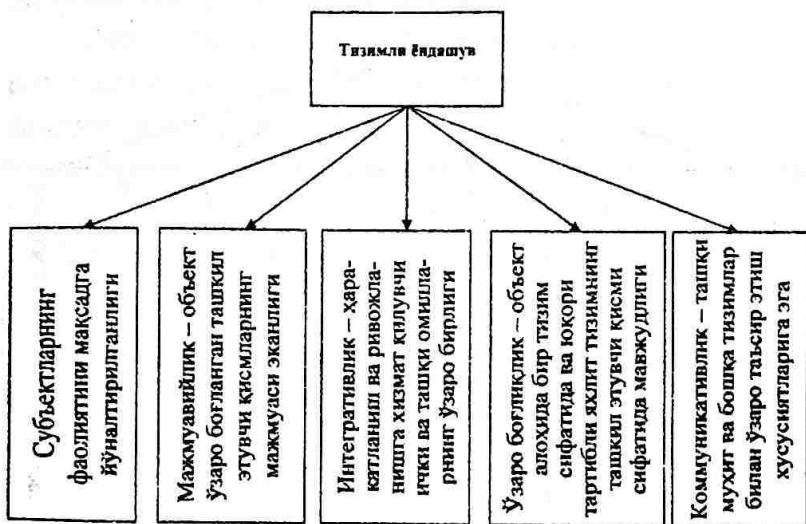 Тизимли ёндашув
Субъектларнинг
фаолиятини мақсадга
йўналтирилганлиги
Мажмуавийлик – объект
ўзаро боғланган ташкил
этувчи қисмларнинг
мажмуаси эканлиги
Интегративлик – ҳара-
катланиш ва ривожла-
нишга хизмат қилувчи
ички ва ташқи омилла-
рнинг ўзаро бирлиги
Ўзаро боғлиқлик – объект
алоҳида бир тизим
сифатида ва юқори
тартибли яхлит тизимнинг
ташкил этувчи қисми
сифатида мавжудлиги
Коммуникативлик – ташқи
муҳит ва бошқа тизимлар
билан ўзаро таъсир этиш
хусусиятларига эга